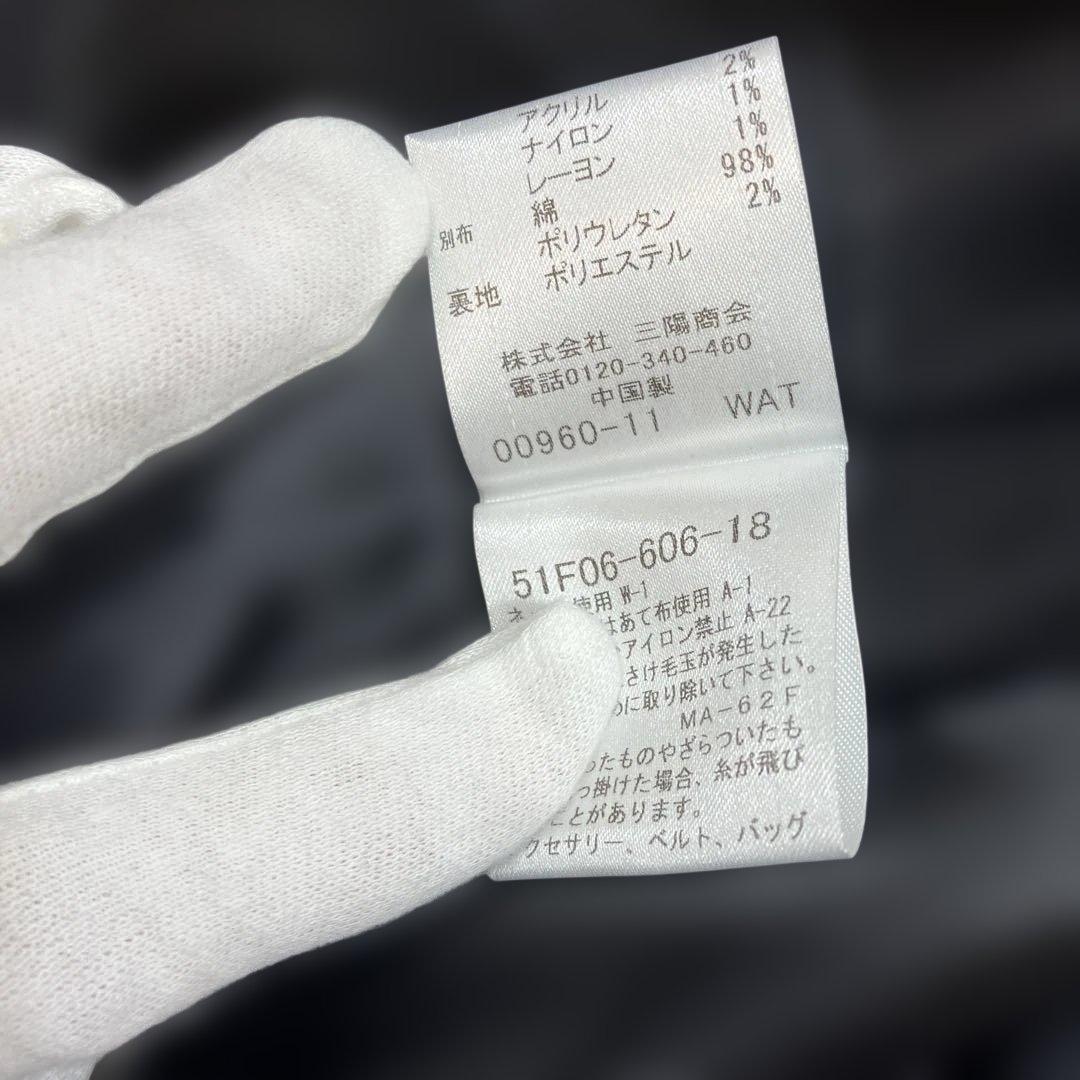 2%
アクリル 1%
ナイロン 1%
レーヨン 98%
別布 綿 2%
ポリウレタン
裏地 ポリエステル
株式会社 三陽商会
電話0120-340-460
中国製
00960-11 WAT
51F06-606-18
使用 W-1
はあて布使用 A-1
アイロン禁止 A-22
さけ毛玉が発生した
に取り除いて下さい。
MA-62F
ったものやざらついたも
っ掛けた場合、糸が飛び
ことがあります。
クセサリー、ベルト、バッグ